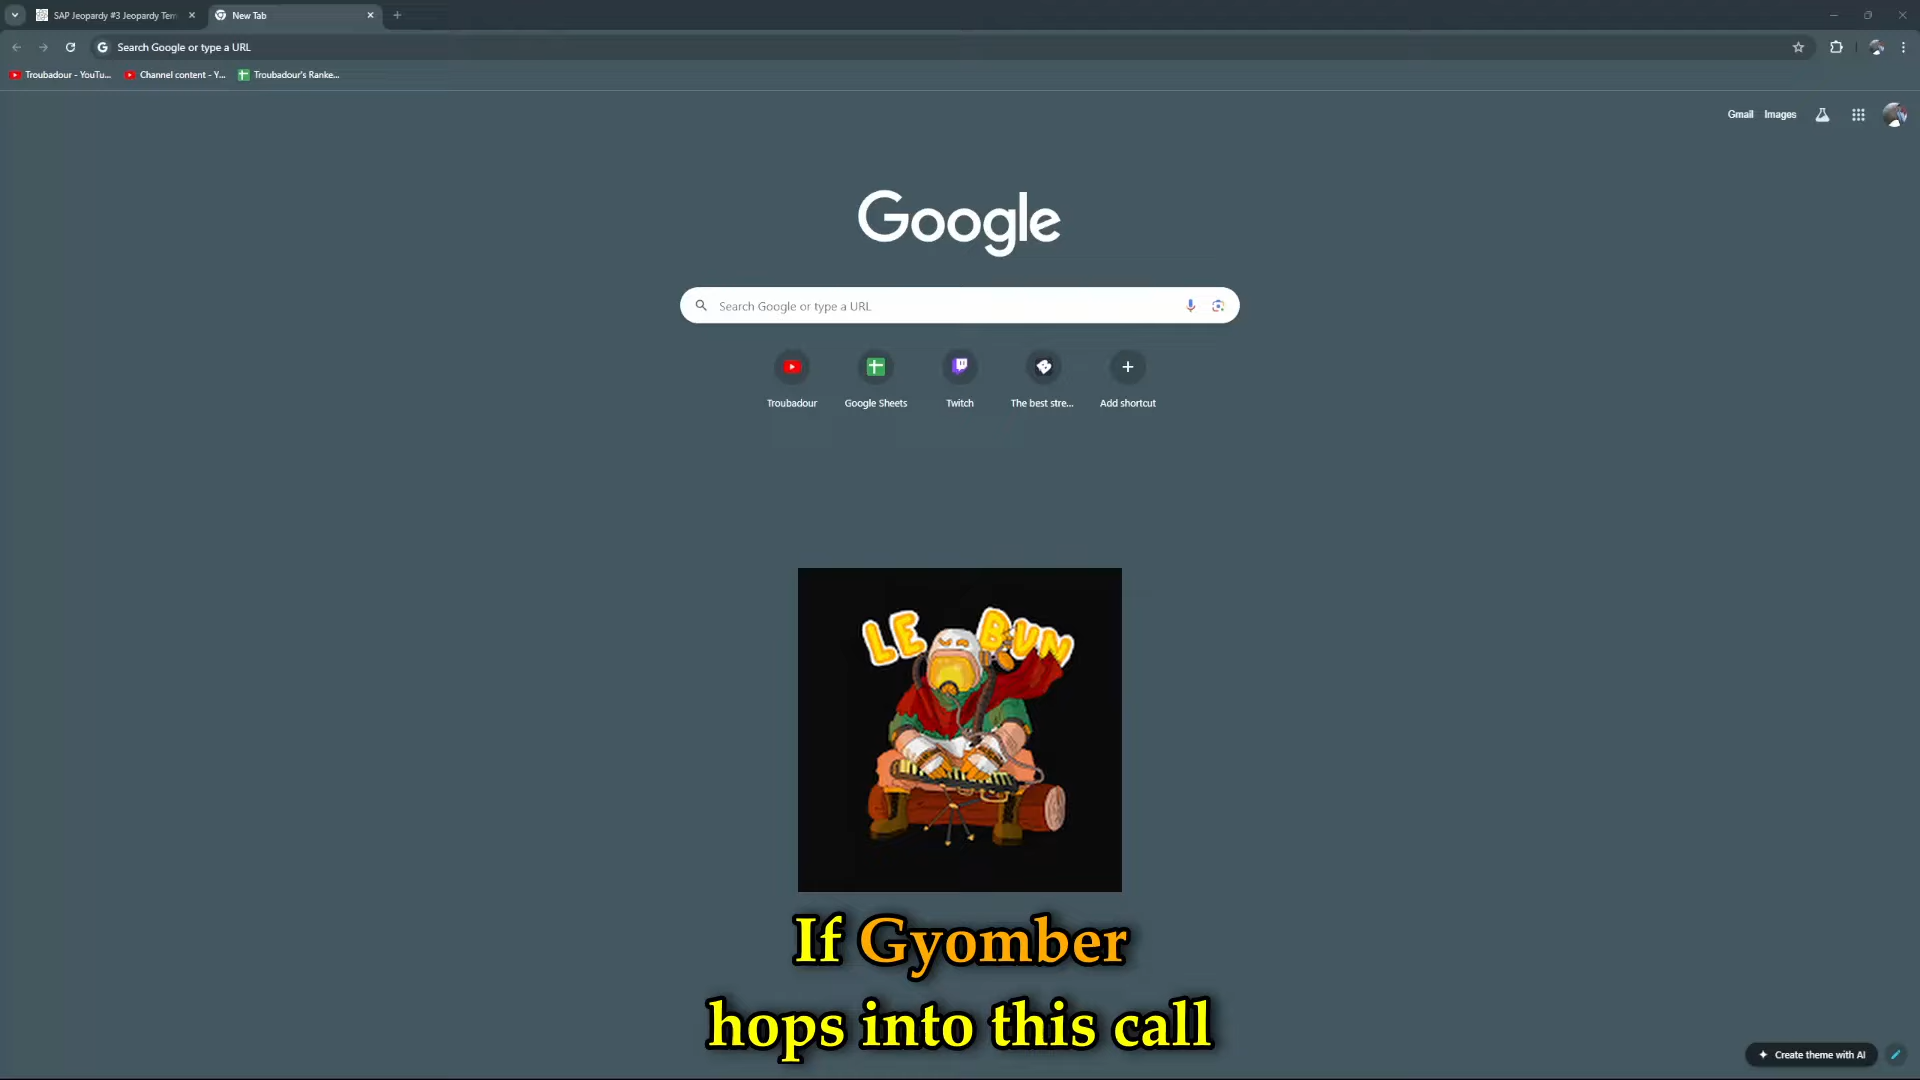 SAP Jeopardy #3 Jeopardy Tem
New Tab
Search Google or type a URL
Troubadour - YouTu...
Channel content - Y...
Troubadour's Ranke...
Gmail
Images
Google
Search Google or type a URL
Troubadour
Google Sheets
Twitch
The best stre...
Add shortcut
LE BUN
If Gyomber
hops into this call
Create theme with AI